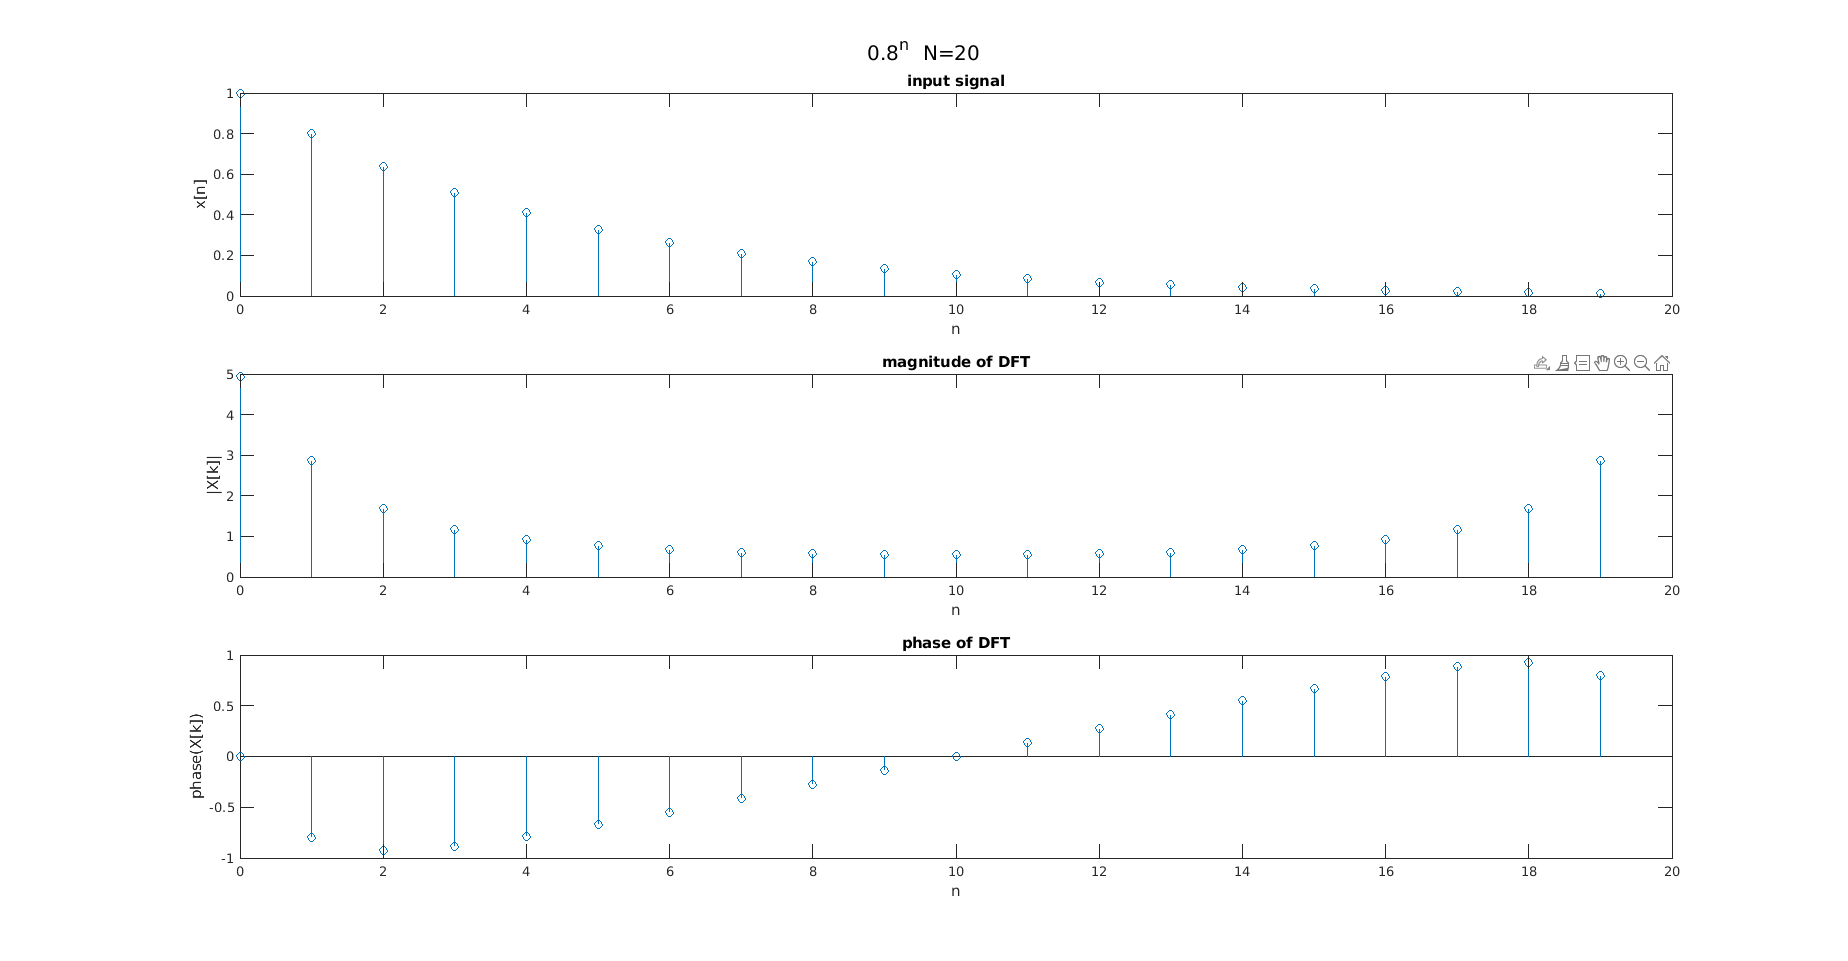 0.8^n N=20
input signal
1
0.8
0.6
0.4
0.2
0
x[n]
0 2 4 6 8 10 12 14 16 18 20
n
magnitude of DFT
5
4
3
2
1
0
|X[k]|
0 2 4 6 8 10 12 14 16 18 20
n
phase of DFT
1
0.5
0
-0.5
-1
phase(X[k])
0 2 4 6 8 10 12 14 16 18 20
n